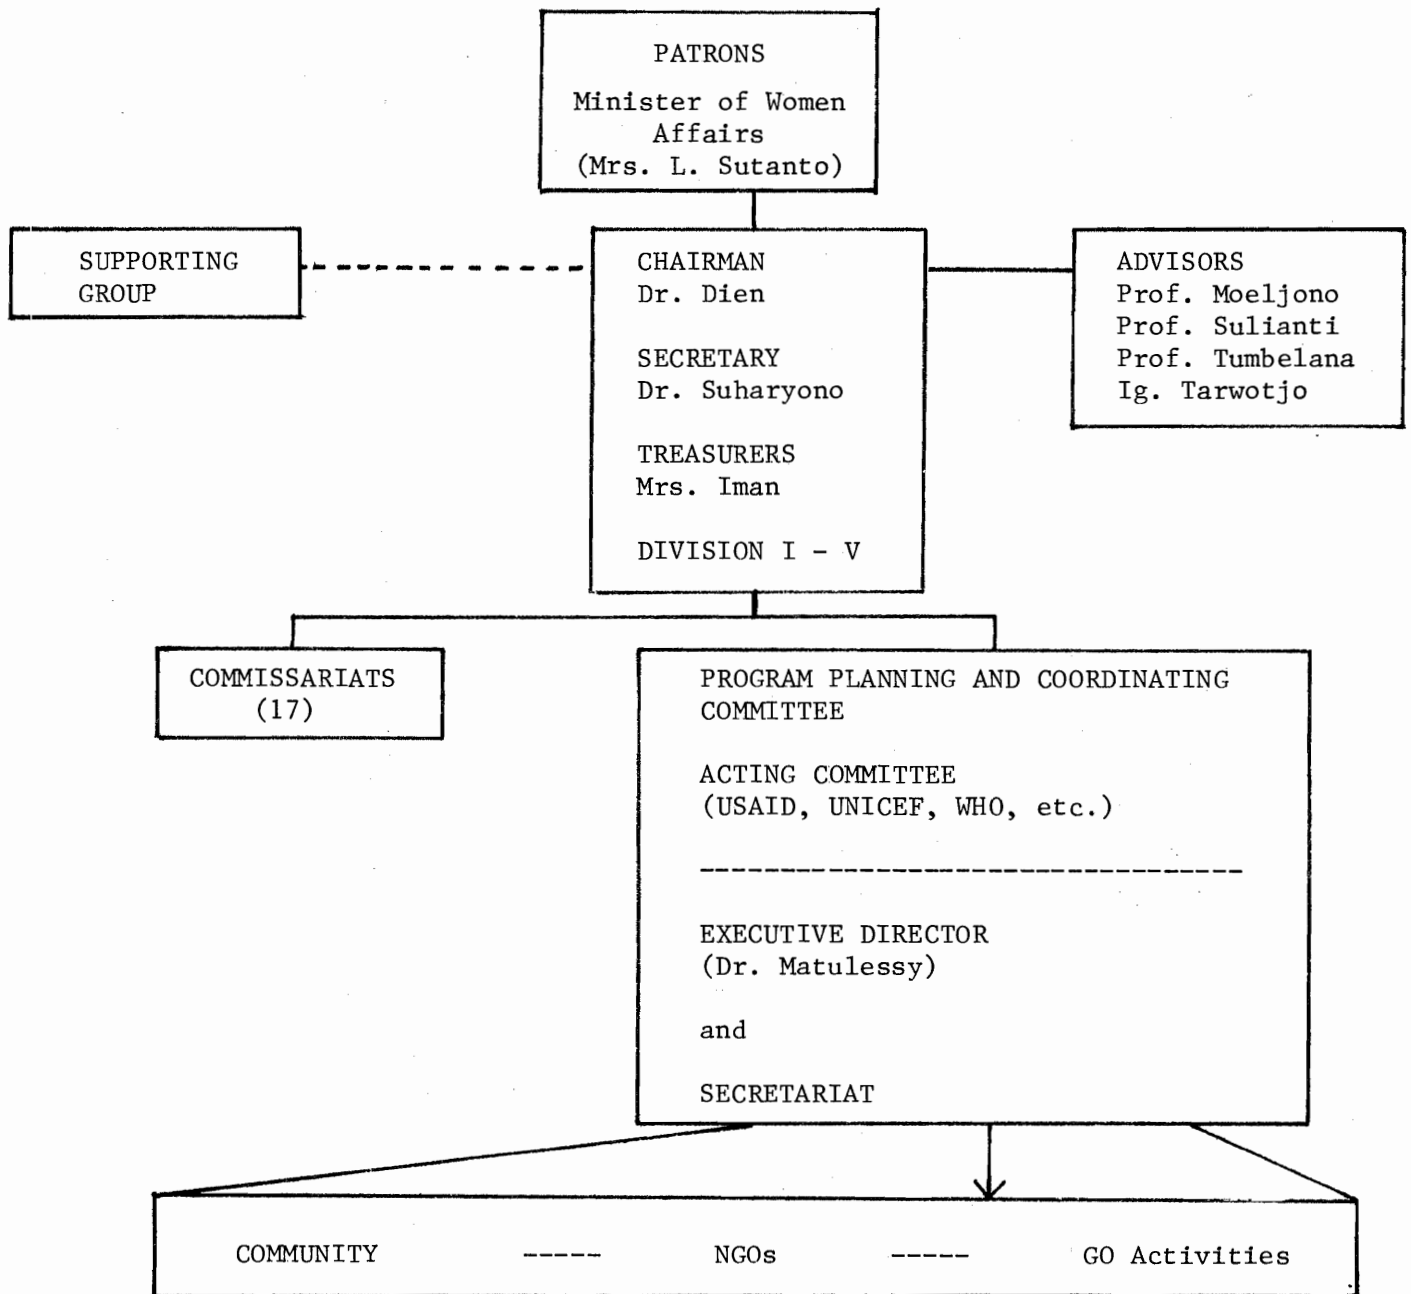 PATRONS
Minister of Women
Affairs
(Mrs. L. Sutanto)
SUPPORTING
GROUP
CHAIRMAN
Dr. Dien
SECRETARY
Dr. Suharyono
TREASURERS
Mrs. Iman
DIVISION I - V
ADVISORS
Prof. Moeljono
Prof. Sulianti
Prof. Tumbelana
Ig. Tarwotjo
COMMISSARIATS
(17)
PROGRAM PLANNING AND COORDINATING
COMMITTEE
ACTING COMMITTEE
(USAID, UNICEF, WHO, etc.)
----------------------------------
EXECUTIVE DIRECTOR
(Dr. Matulessy)
and
SECRETARIAT
COMMUNITY ----- NGOs ----- GO Activities